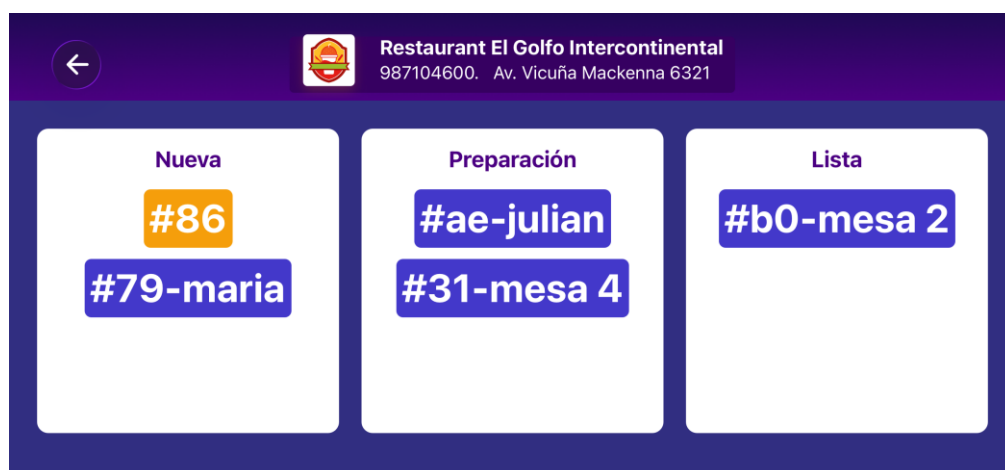 Restaurant El Golfo Intercontinental
987104600. Av. Vicuña Mackenna 6321
Nueva
#86
#79-maria
Preparación
#ae-julian
#31-mesa 4
Lista
#b0-mesa 2